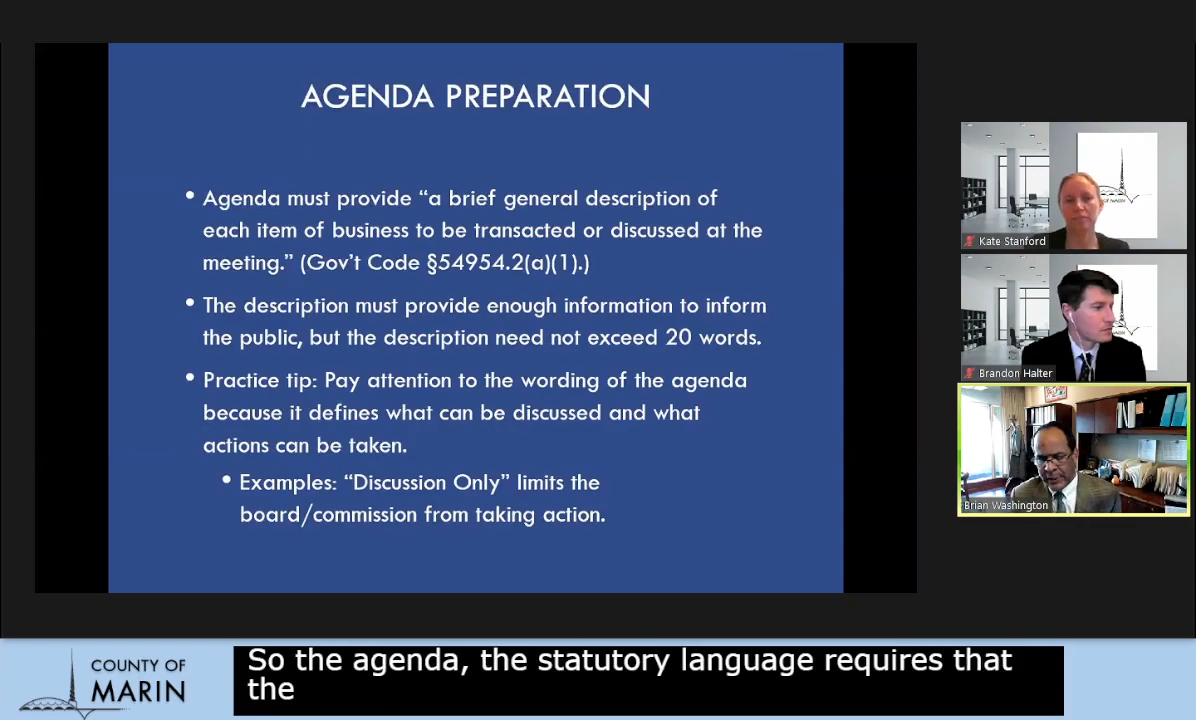 AGENDA PREPARATION
• Agenda must provide “a brief general description of
each item of business to be transacted or discussed at the
meeting.” (Gov’t Code §54954.2(a)(1).)
• The description must provide enough information to inform
the public, but the description need not exceed 20 words.
• Practice tip: Pay attention to the wording of the agenda
because it defines what can be discussed and what
actions can be taken.
• Examples: “Discussion Only” limits the
board/commission from taking action.
Kate Stanford
Brandon Halter
Brian Washington
COUNTY OF
MARIN
So the agenda, the statutory language requires that
the